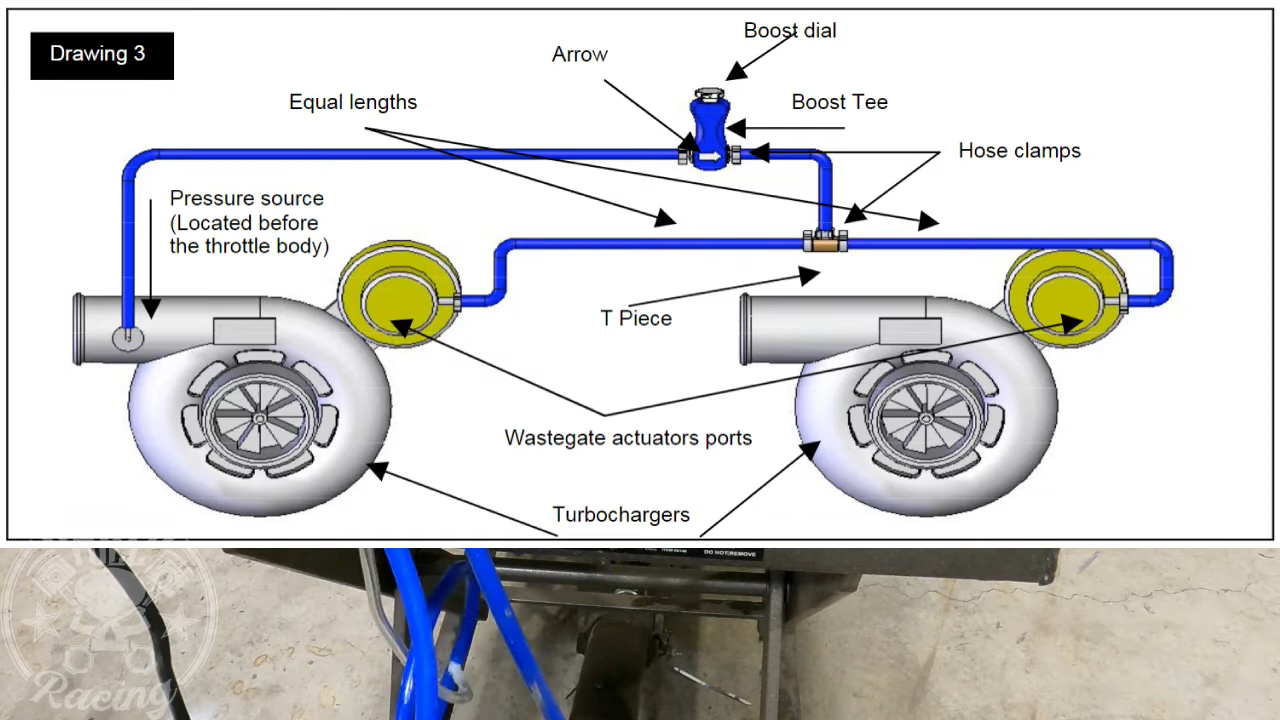 Drawing 3
Boost dial
Arrow
Equal lengths
Boost Tee
Hose clamps
Pressure source
(Located before
the throttle body)
T Piece
Wastegate actuators ports
Turbochargers
DO NOT REMOVE
Racing